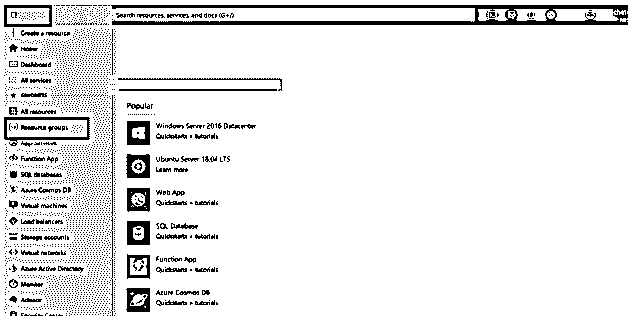 Search resources, services, and docs (G+/)
Create a resource
Home
Dashboard
All services
FAVORITES
All resources
Resource groups
App Services
Function App
SQL databases
Azure Cosmos DB
Virtual machines
Load balancers
Storage accounts
Virtual networks
Azure Active Directory
Monitor
Advisor
Security Center
Popular
Windows Server 2016 Datacenter
Quickstarts + tutorials
Ubuntu Server 18.04 LTS
Learn more
Web App
Quickstarts + tutorials
SQL Database
Quickstarts + tutorials
Function App
Quickstarts + tutorials
Azure Cosmos DB
Quickstarts + tutorials